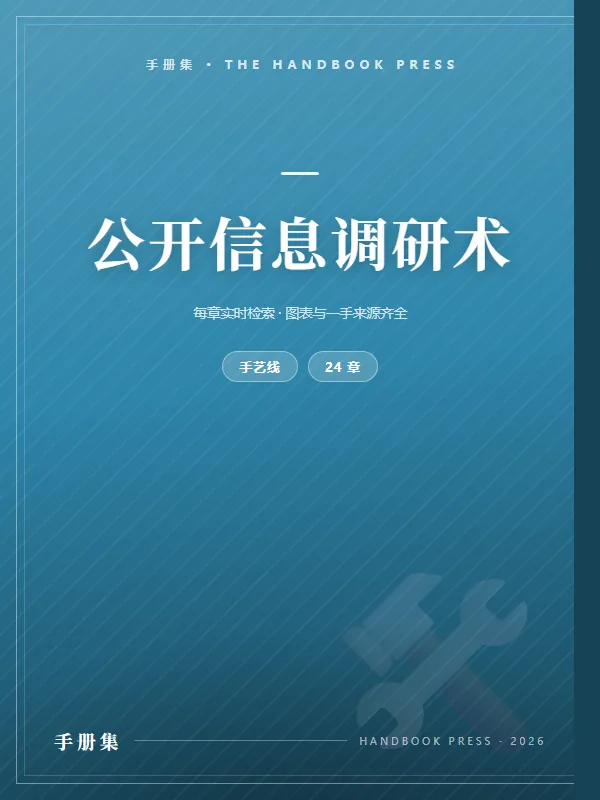 手册集 • THE HANDBOOK PRESS
公开信息调研术
每章实时检索 · 图表与一手来源齐全
手艺线 24 章
手册集 HANDBOOK PRESS · 2026